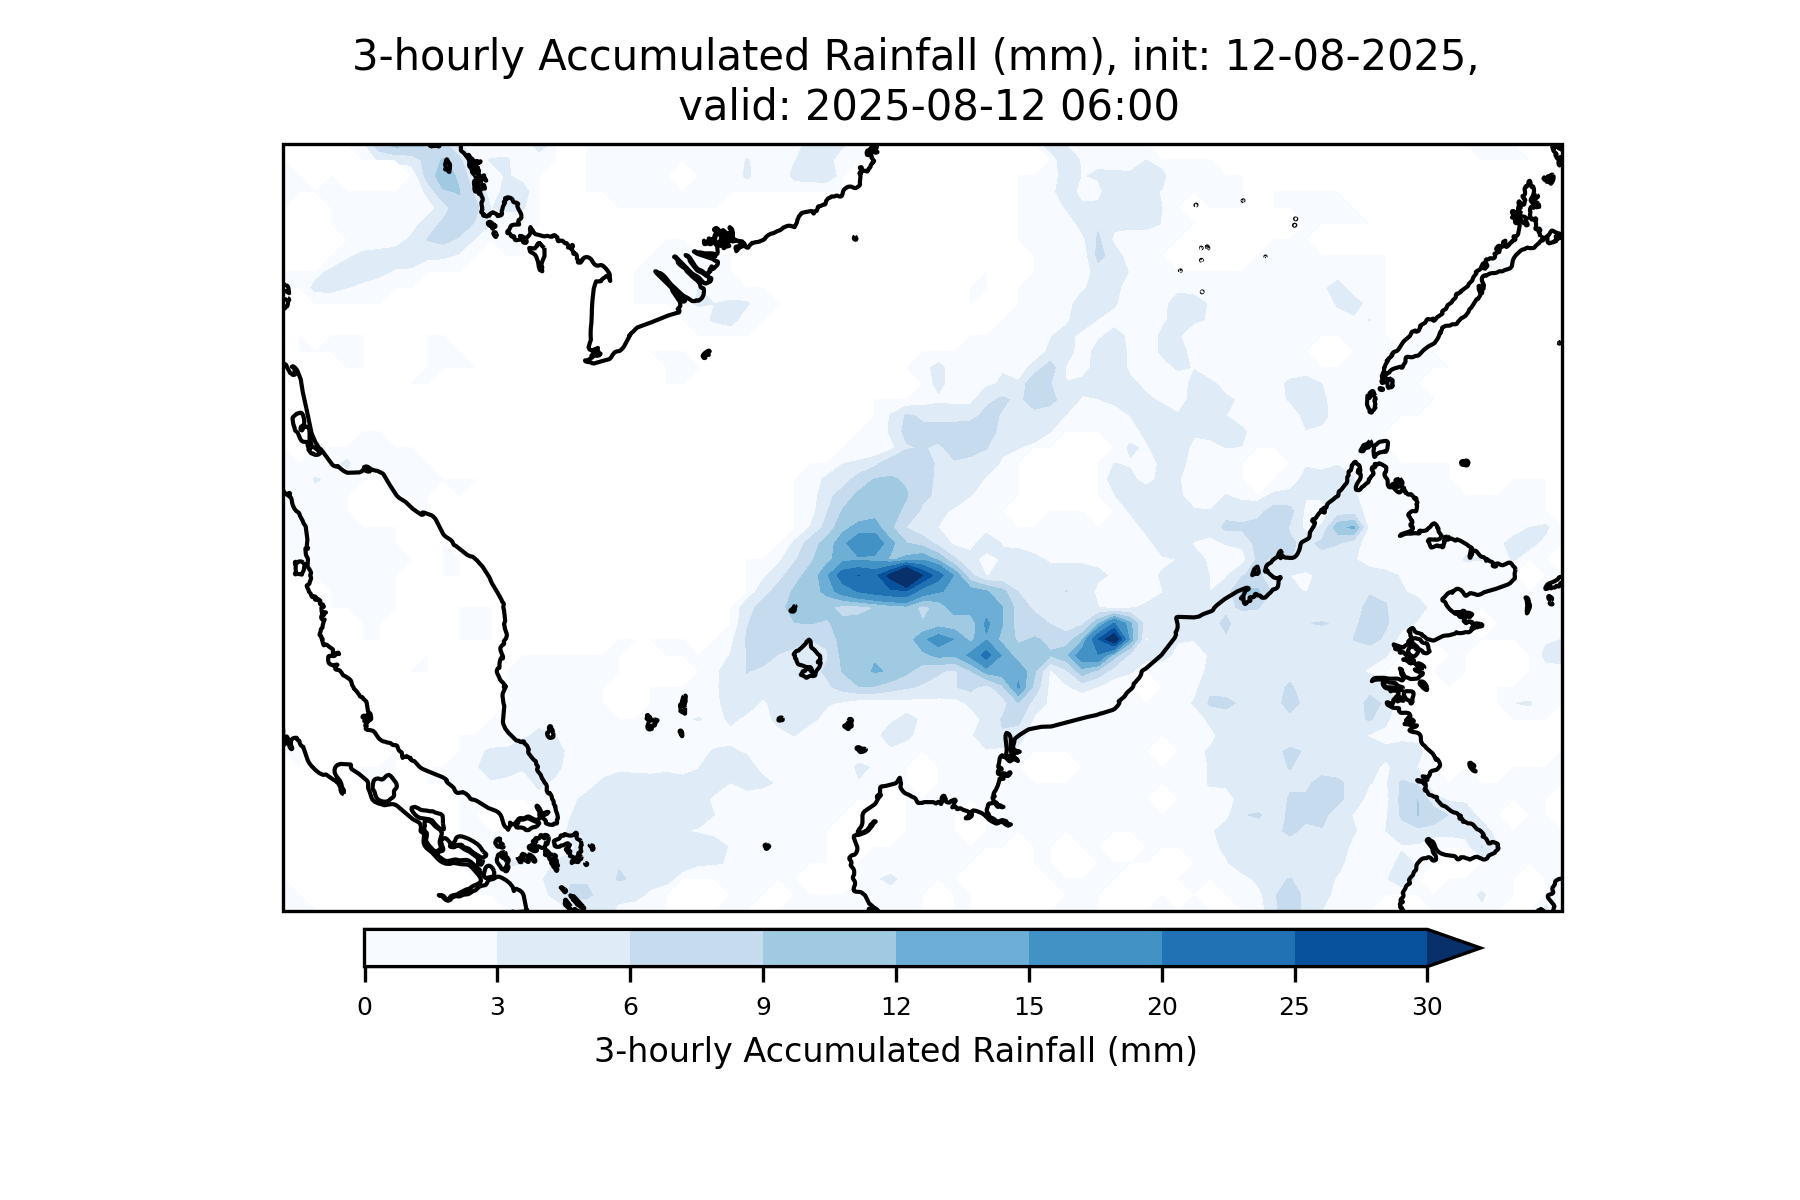 3-hourly Accumulated Rainfall (mm), init: 12-08-2025,
valid: 2025-08-12 06:00
0 3 6 9 12 15 20 25 30
3-hourly Accumulated Rainfall (mm)